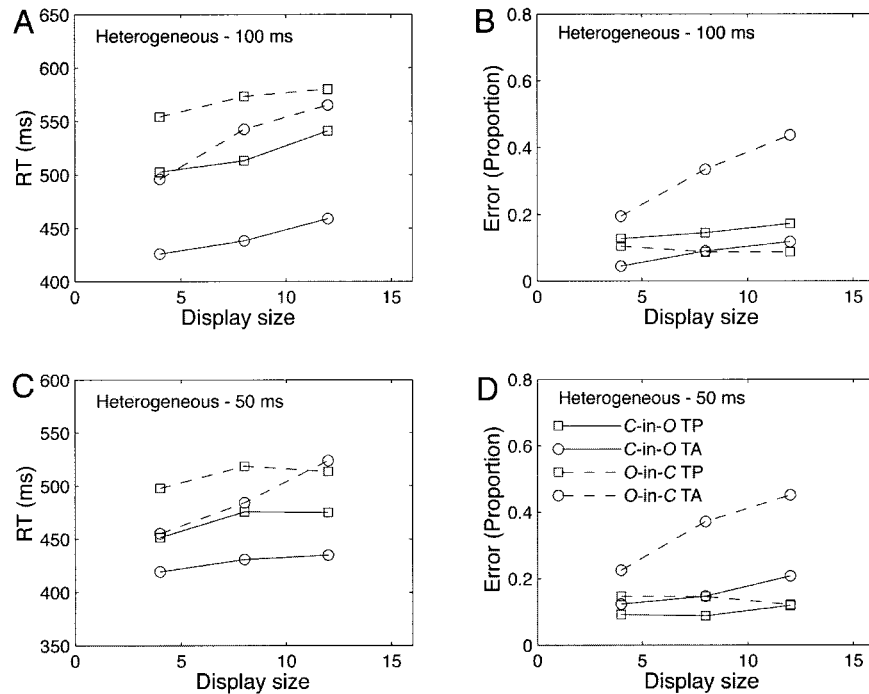 A
Heterogeneous - 100 ms
RT (ms)
650
600
550
500
450
400
0
5
10
15
Display size
B
Heterogeneous - 100 ms
Error (Proportion)
0.8
0.6
0.4
0.2
0
0
5
10
15
Display size
C
Heterogeneous - 50 ms
RT (ms)
600
550
500
450
400
350
0
5
10
15
Display size
D
Heterogeneous - 50 ms
C-in-O TP
C-in-O TA
O-in-C TP
O-in-C TA
Error (Proportion)
0.8
0.6
0.4
0.2
0
0
5
10
15
Display size